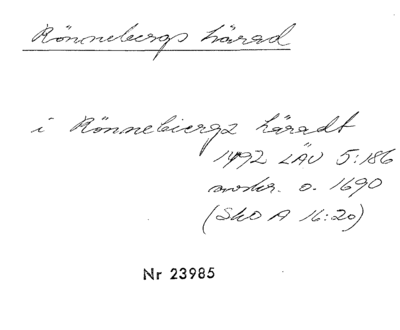 Rönnebergs härad
i Rönnebiergz häradt
1492 LÄU 5:186
avskr. o. 1690
(SkO A 16:20)
Nr 23985